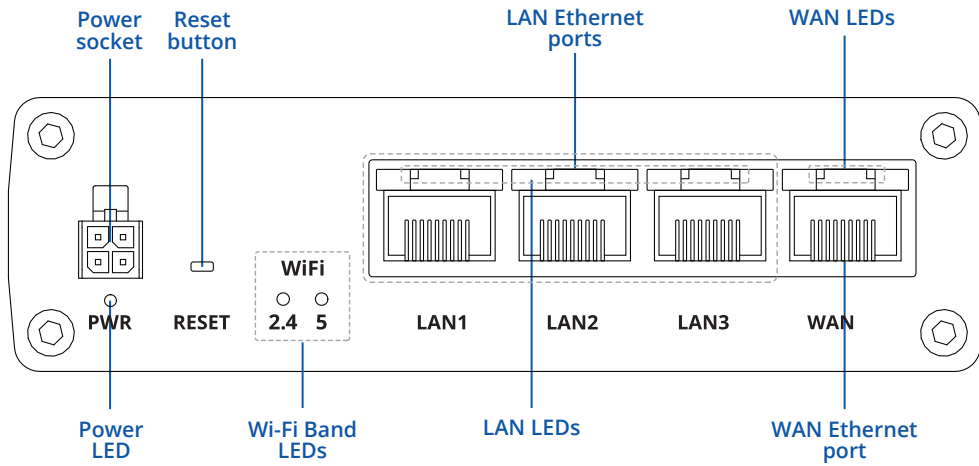 Power
socket
Reset
button
LAN Ethernet
ports
WAN LEDs
WiFi
2.4 5
PWR
RESET
LAN1
LAN2
LAN3
WAN
Power
LED
Wi-Fi Band
LEDs
LAN LEDs
WAN Ethernet
port